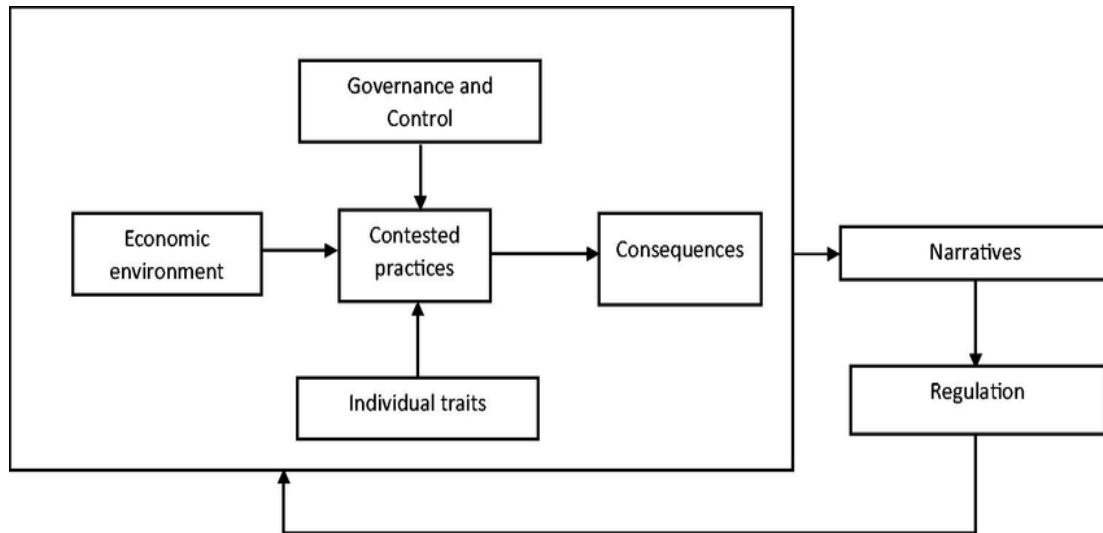 Governance and
Control
Economic
environment
Contested
practices
Consequences
Narratives
Individual traits
Regulation